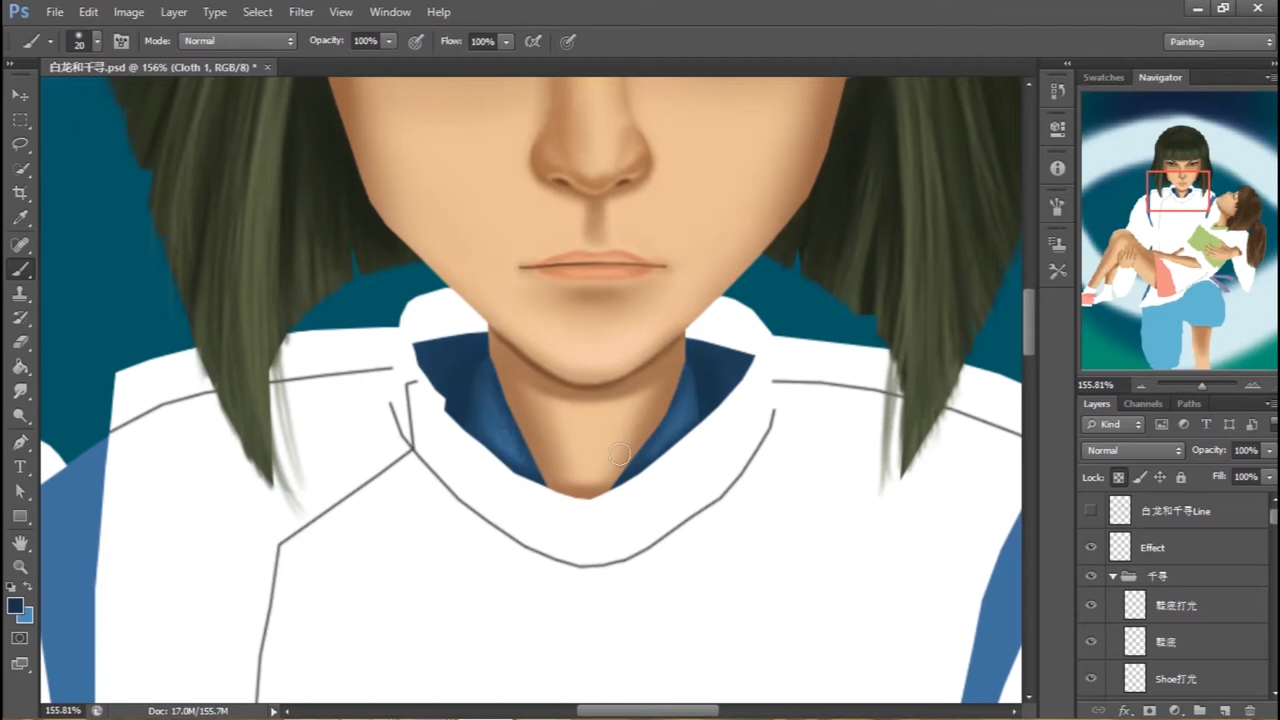 Ps File Edit Image Layer Type Select Filter View Window Help
20 Mode: Normal Opacity: 100% Flow: 100% Painting
白龙和千寻.psd @ 156% (Cloth 1, RGB/8) *
Swatches Navigator
155.81%
Layers Channels Paths
Kind T
Normal Opacity: 100%
Lock: Fill: 100%
白龙和千寻Line
Effect
千寻
鞋底打光
鞋底
Shoe打光
T
155.81% Doc: 17.0M/155.7M
fx